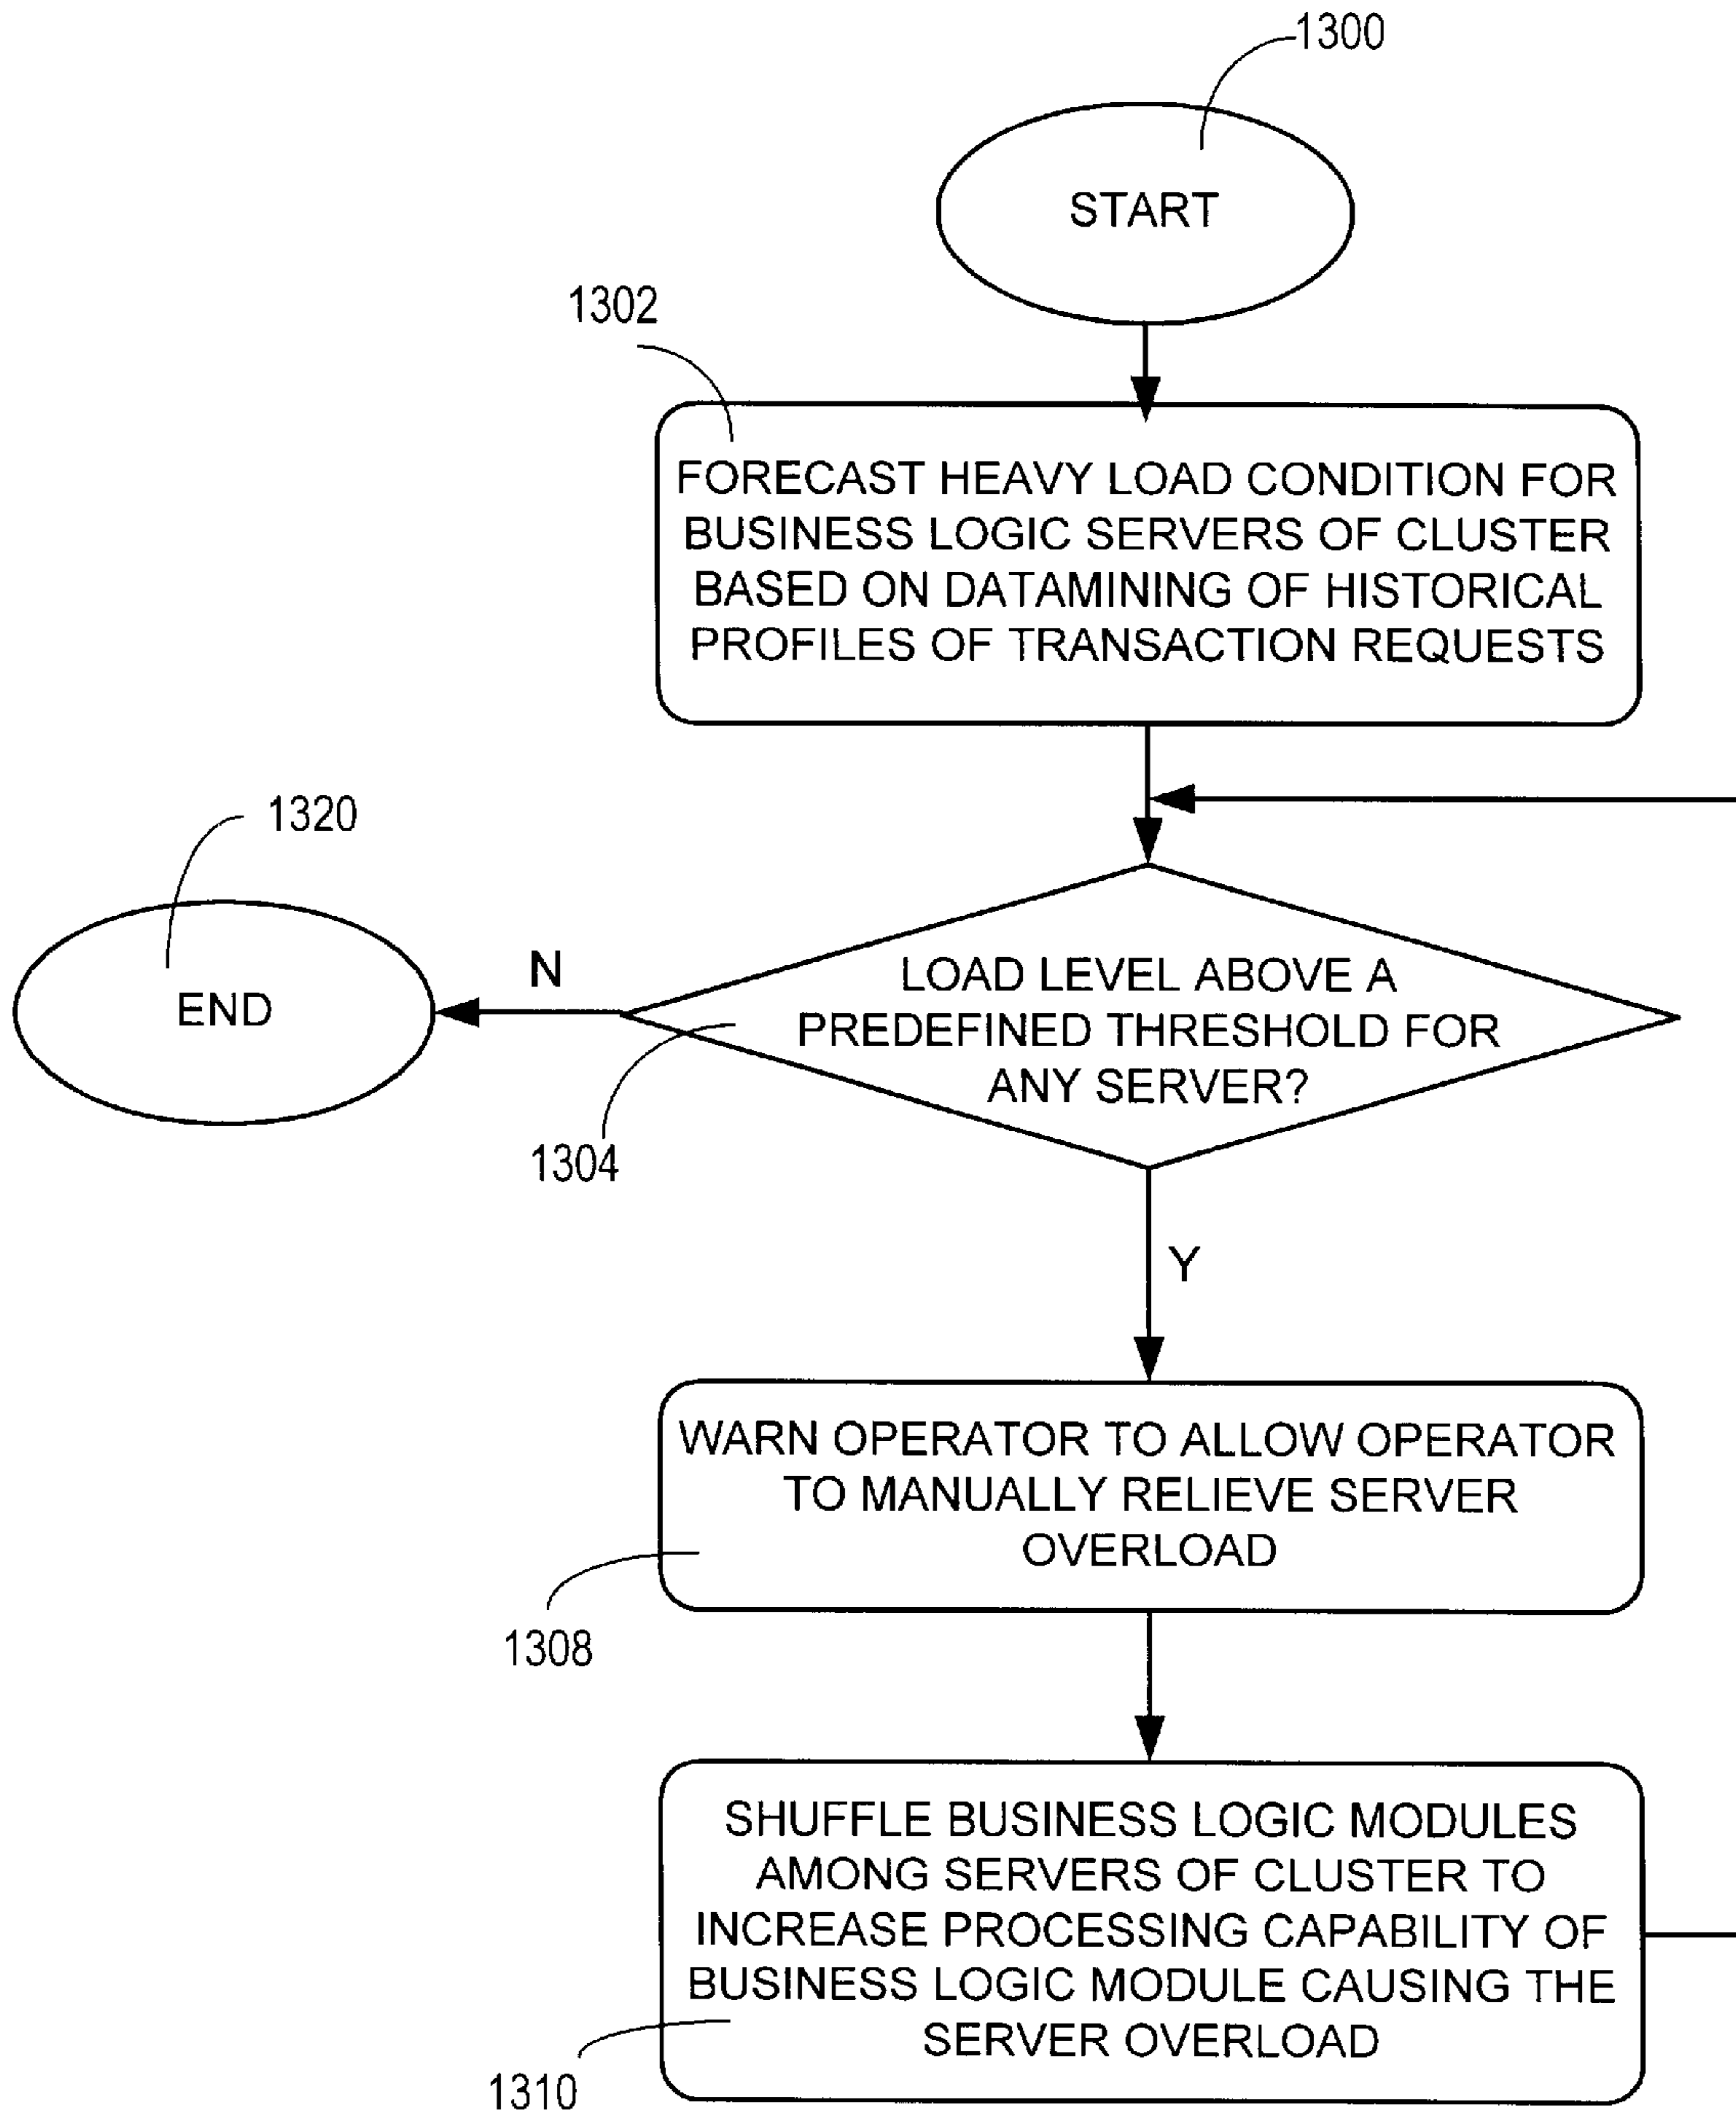 1300
START
1302
FORECAST HEAVY LOAD CONDITION FOR
BUSINESS LOGIC SERVERS OF CLUSTER
BASED ON DATAMINING OF HISTORICAL
PROFILES OF TRANSACTION REQUESTS
1320
END
N
LOAD LEVEL ABOVE A
PREDEFINED THRESHOLD FOR
ANY SERVER?
1304
Y
WARN OPERATOR TO ALLOW OPERATOR
TO MANUALLY RELIEVE SERVER
OVERLOAD
1308
SHUFFLE BUSINESS LOGIC MODULES
AMONG SERVERS OF CLUSTER TO
INCREASE PROCESSING CAPABILITY OF
BUSINESS LOGIC MODULE CAUSING THE
SERVER OVERLOAD
1310